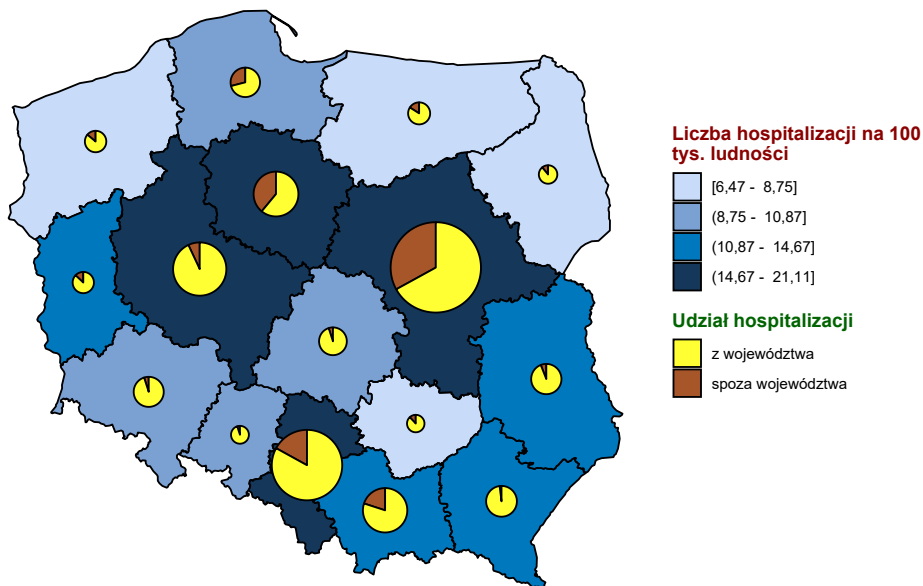 Liczba hospitalizacji na 100
tys. ludności
[6,47 - 8,75]
(8,75 - 10,87]
(10,87 - 14,67]
(14,67 - 21,11]
Udział hospitalizacji
z województwa
spoza województwa